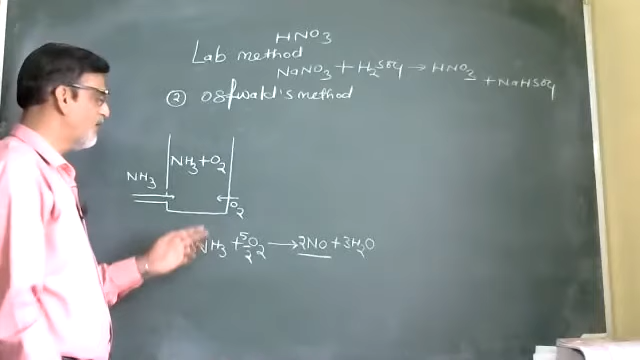 HNO3
Lab method
NaNO3 + H2SO4 → HNO3 + NaHSO4
② Ostwald's method
NH3 + O2
NH3
O2
NH3 + 5/2 O2 → 2NO + 3H2O